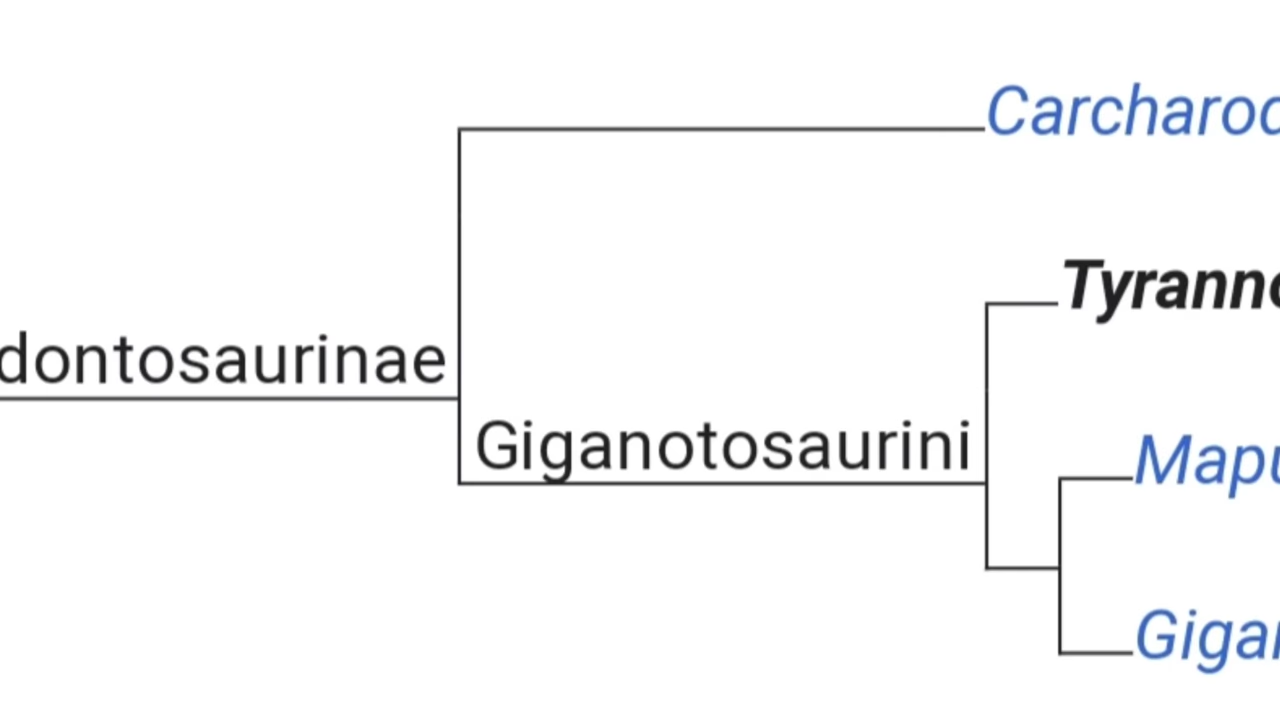 Carcharod
Tyranno
dontosaurinae
Giganotosaurini
Mapu
Gigan